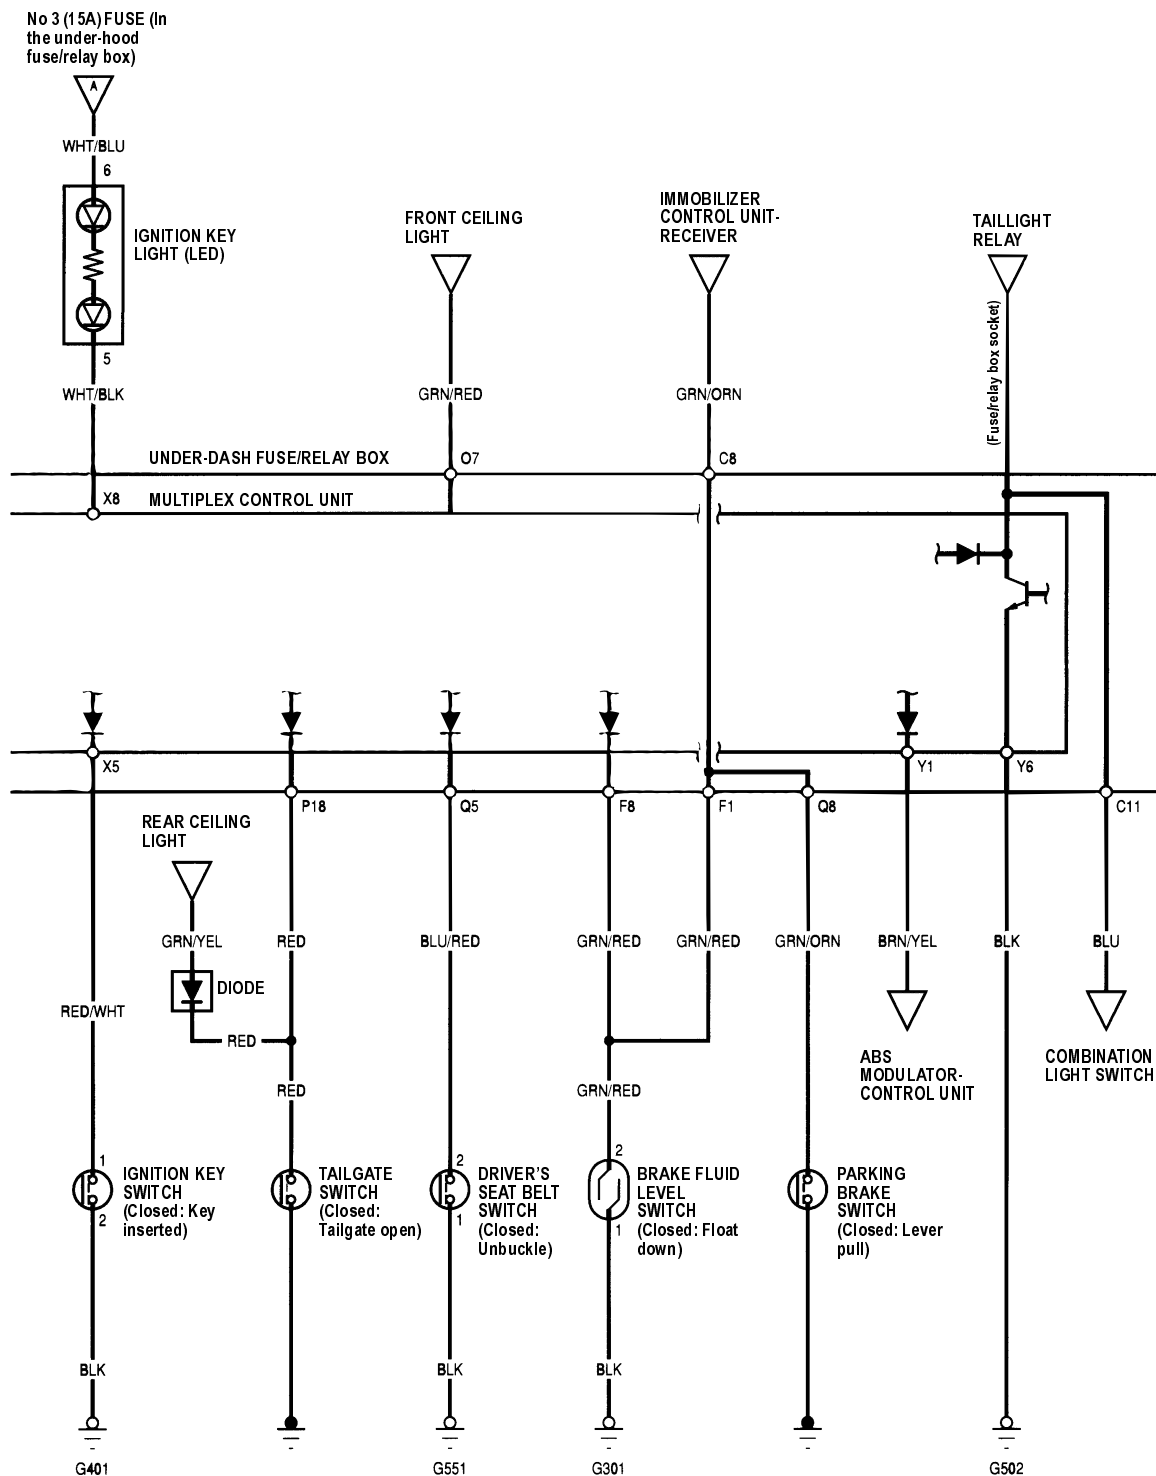 No 3 (15A) FUSE (In
the under-hood
fuse/relay box)
A
WHT/BLU
6
IGNITION KEY
LIGHT (LED)
5
WHT/BLK
FRONT CEILING
LIGHT
GRN/RED
IMMOBILIZER
CONTROL UNIT-
RECEIVER
GRN/ORN
TAILLIGHT
RELAY
(Fuse/relay box socket)
UNDER-DASH FUSE/RELAY BOX
O7
C8
X8
MULTIPLEX CONTROL UNIT
X5
Y1
Y6
P18
Q5
F8
F1
Q8
C11
REAR CEILING
LIGHT
GRN/YEL
RED
BLU/RED
GRN/RED
GRN/RED
GRN/ORN
BRN/YEL
BLK
BLU
DIODE
RED/WHT
RED
RED
GRN/RED
ABS
MODULATOR-
CONTROL UNIT
COMBINATION
LIGHT SWITCH
1
IGNITION KEY
SWITCH
(Closed: Key
inserted)
2
TAILGATE
SWITCH
(Closed:
Tailgate open)
2
DRIVER'S
SEAT BELT
SWITCH
(Closed:
Unbuckle)
1
2
BRAKE FLUID
LEVEL
SWITCH
(Closed: Float
down)
1
PARKING
BRAKE
SWITCH
(Closed: Lever
pull)
BLK
BLK
BLK
G401
G551
G301
G502